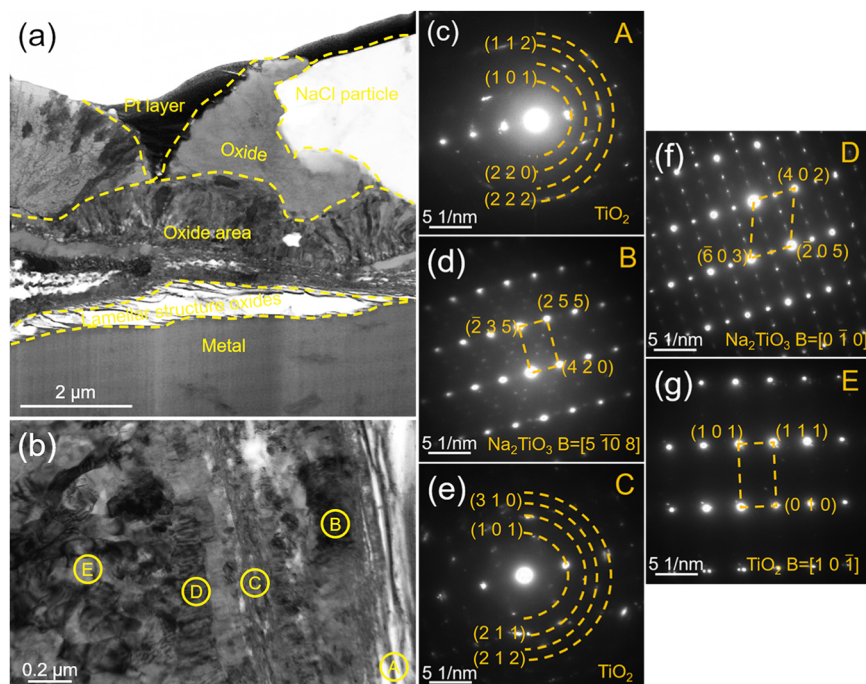 (a)
Pt layer
NaCl particle
Oxide
Oxide area
Lamellar structure oxides
Metal
2 μm
(b)
E
D
C
B
A
0.2 μm
(c)
A
(1 1 2)
(1 0 1)
(2 2 0)
(2 2 2)
5 1/nm
TiO₂
(d)
B
(2̄ 3 5)
(2 5 5)
(4 2 0)
5 1/nm
Na₂TiO₃ B=[5 1̄0̄ 8]
(e)
C
(3 1 0)
(1 0 1)
(2 1 1)
(2 1 2)
5 1/nm
TiO₂
(f)
D
(4 0 2)
(6̄ 0 3)
(2̄ 0 5)
5 1/nm
Na₂TiO₃ B=[0 1̄ 0]
(g)
E
(1 0 1)
(1 1 1)
(0 1 0)
5 1/nm
TiO₂ B=[1 0 1̄]